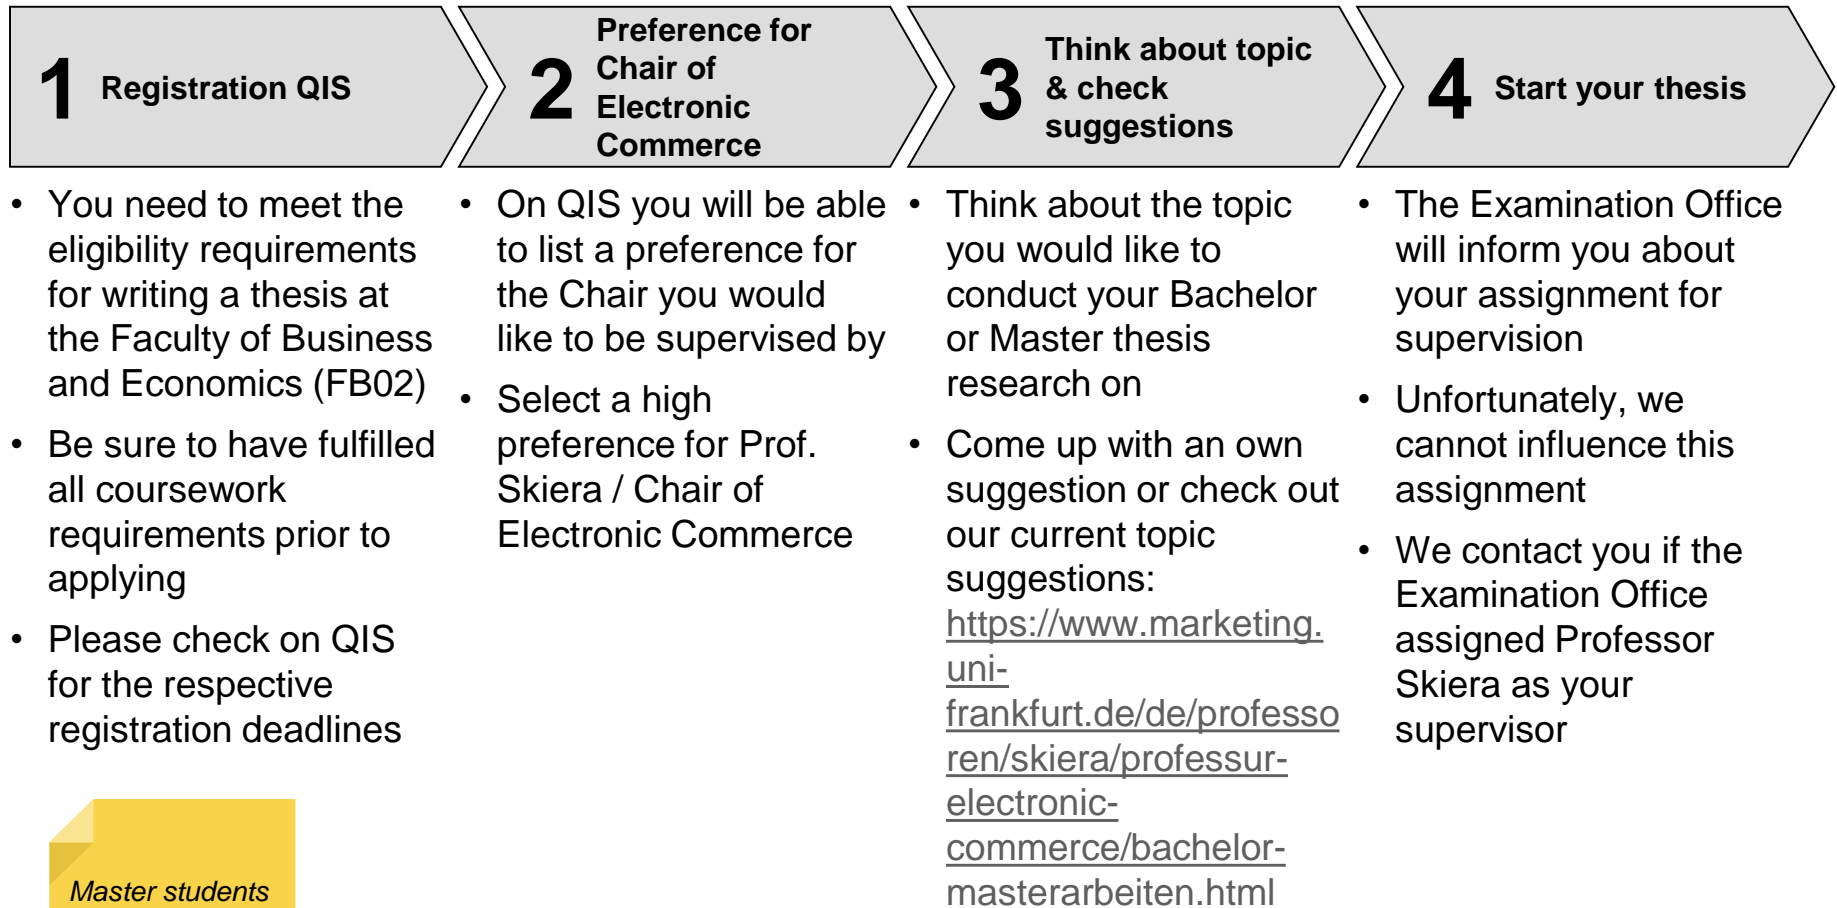 1 Registration QIS
2 Preference for
Chair of
Electronic
Commerce
3 Think about topic
& check
suggestions
4 Start your thesis
• You need to meet the
eligibility requirements
for writing a thesis at
the Faculty of Business
and Economics (FB02)
• Be sure to have fulfilled
all coursework
requirements prior to
applying
• Please check on QIS
for the respective
registration deadlines
Master students
• On QIS you will be able
to list a preference for
the Chair you would
like to be supervised by
• Select a high
preference for Prof.
Skiera / Chair of
Electronic Commerce
• Think about the topic
you would like to
conduct your Bachelor
or Master thesis
research on
• Come up with an own
suggestion or check out
our current topic
suggestions:
https://www.marketing.
uni-
frankfurt.de/de/professo
ren/skiera/professur-
electronic-
commerce/bachelor-
masterarbeiten.html
• The Examination Office
will inform you about
your assignment for
supervision
• Unfortunately, we
cannot influence this
assignment
• We contact you if the
Examination Office
assigned Professor
Skiera as your
supervisor